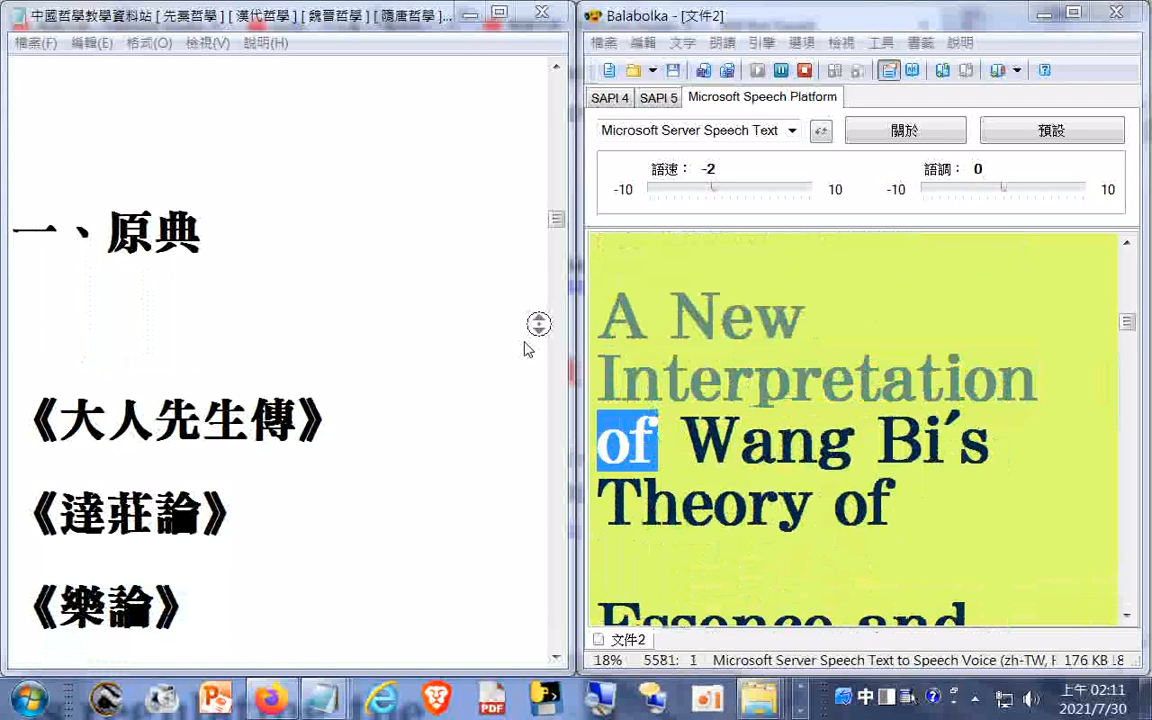 中國哲學教學資料站 [ 先秦哲學 ] [ 漢代哲學 ] [ 魏晉哲學 ] [ 隋唐哲學 ]...
檔案(F) 編輯(E) 格式(O) 檢視(V) 說明(H)
一、原典
《大人先生傳》
《達莊論》
《樂論》
Balabolka - [文件2]
檔案 編輯 文字 朗讀 引擎 選項 檢視 工具 書籤 說明
SAPI 4 SAPI 5 Microsoft Speech Platform
Microsoft Server Speech Text 關於 預設
語速： -2 語調： 0
-10 10 -10 10
A New
Interpretation
of Wang Bi's
Theory of
Essence and
文件2
18% 5581: 1 Microsoft Server Speech Text to Speech Voice (zh-TW, 176 KB
中
上午 02:11
2021/7/30
PDF